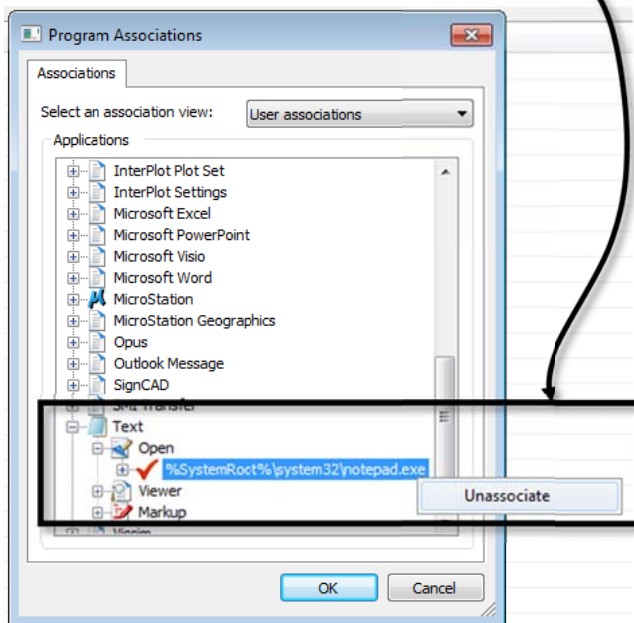 Program Associations
Associations
Select an association view: User associations
Applications
InterPlot Plot Set
InterPlot Settings
Microsoft Excel
Microsoft PowerPoint
Microsoft Visio
Microsoft Word
MicroStation
MicroStation Geographics
Opus
Outlook Message
SignCAD
SMI Transfer
Text
Open
%SystemRoot%\system32\notepad.exe
Unassociate
Viewer
Markup
OK Cancel